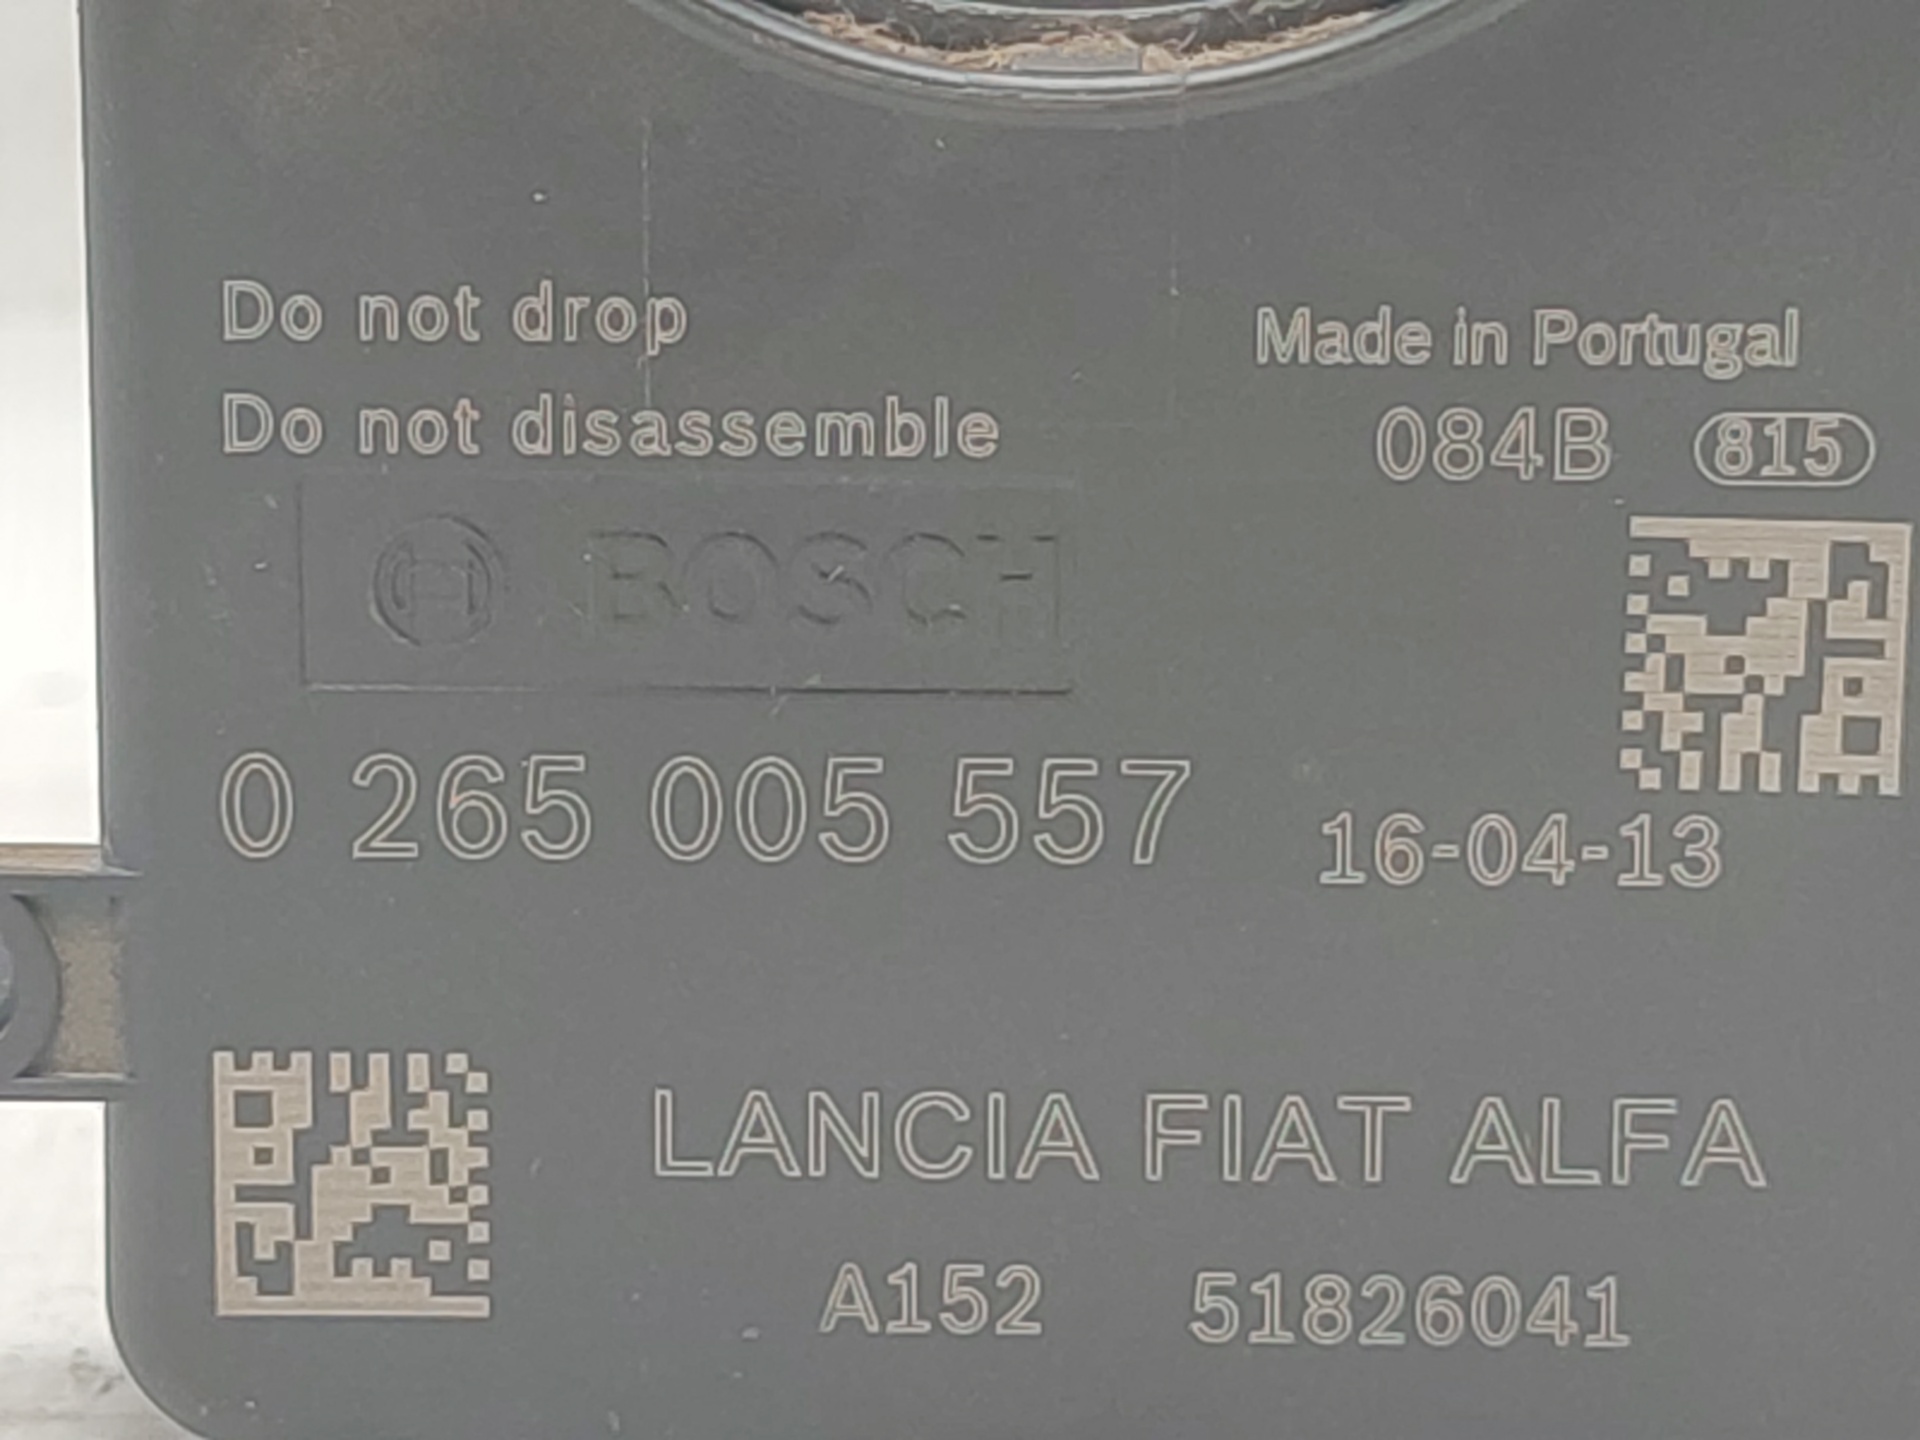 Do not drop
Made in Portugal
Do not disassemble
084B 815
BOSCH
0 265 005 557
16-04-13
LANCIA FIAT ALFA
A152 51826041